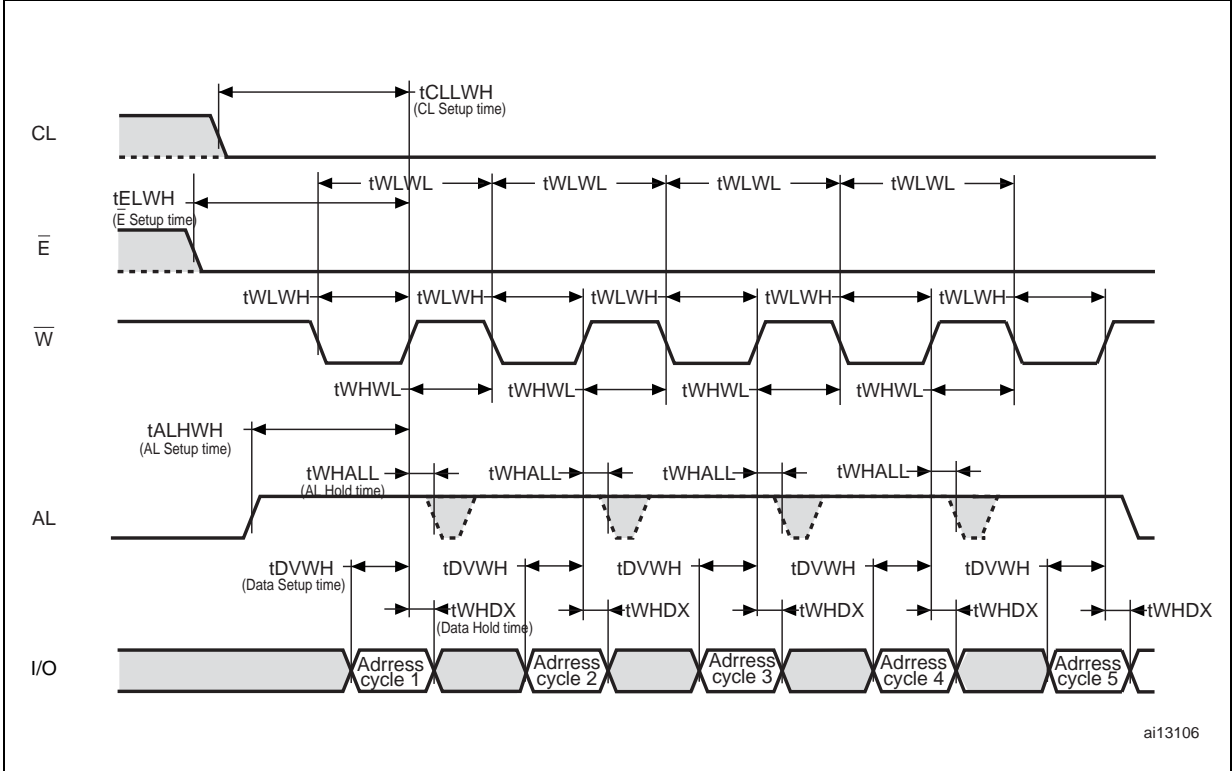 tCLLWH
(CL Setup time)
CL
tWLWL tWLWL tWLWL tWLWL
tELWH
(E̅ Setup time)
E̅
tWLWH tWLWH tWLWH tWLWH tWLWH
W̅
tWHWL tWHWL tWHWL tWHWL
tALHWH
(AL Setup time)
tWHALL tWHALL tWHALL tWHALL
(AL Hold time)
AL
tDVWH tDVWH tDVWH tDVWH tDVWH
(Data Setup time)
tWHDX tWHDX tWHDX tWHDX tWHDX
(Data Hold time)
I/O
Adrress cycle 1
Adrress cycle 2
Adrress cycle 3
Adrress cycle 4
Adrress cycle 5
ai13106